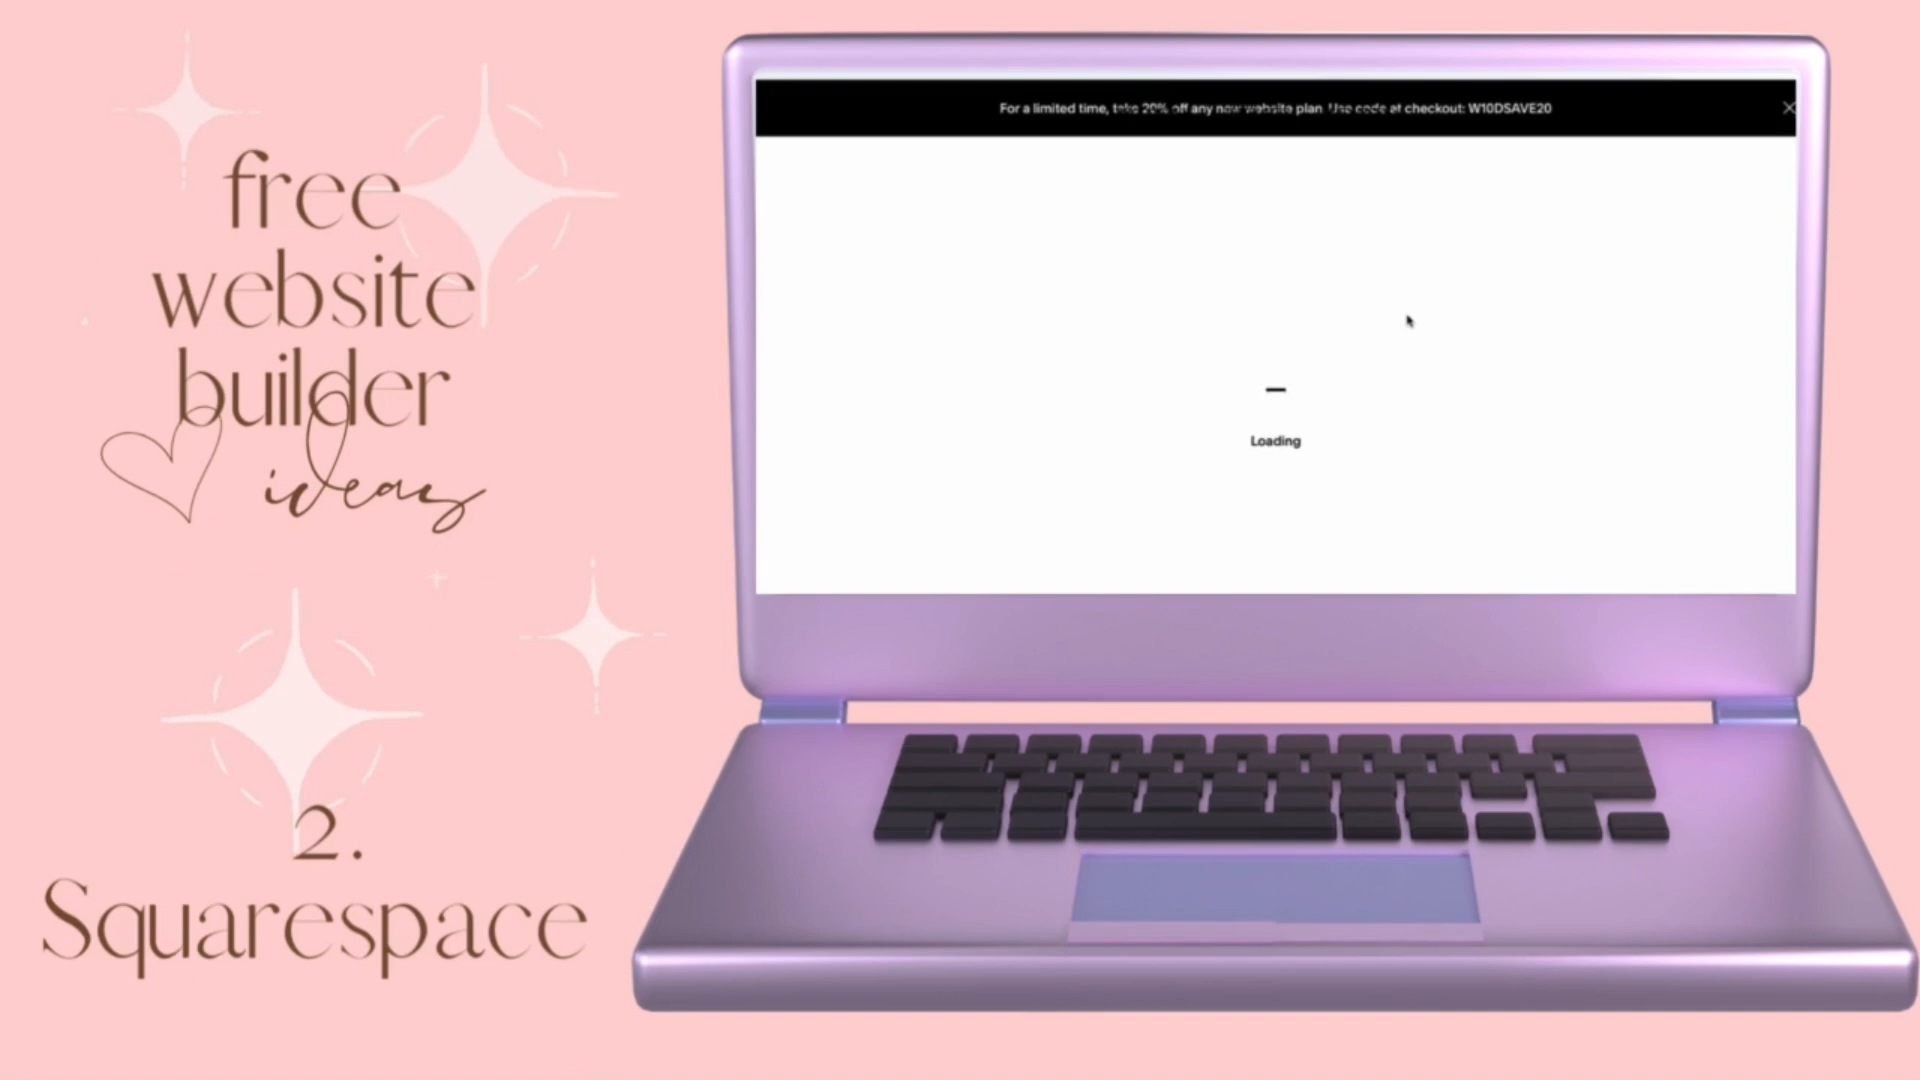 free
website
builder
ideas
2.
Squarespace
For a limited time, take 20% off any new website plan. Use code at checkout: W10DSAVE20
Loading